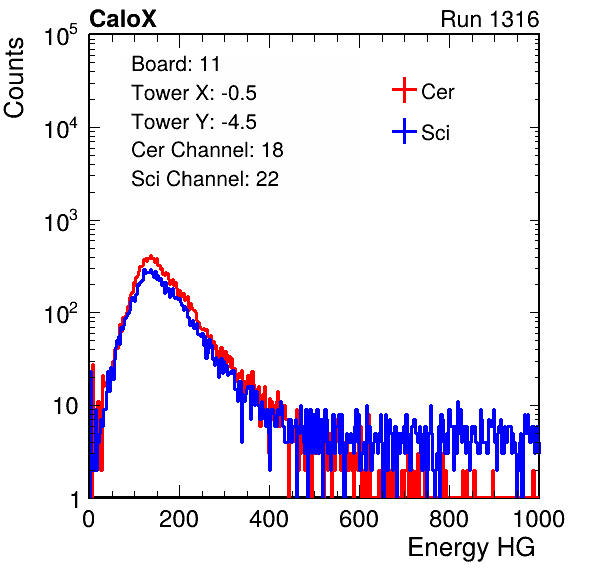 CaloX Run 1316
Counts
Board: 11
Tower X: -0.5
Tower Y: -4.5
Cer Channel: 18
Sci Channel: 22
Cer
Sci
10^5
10^4
10^3
10^2
10
1
0 200 400 600 800 1000
Energy HG